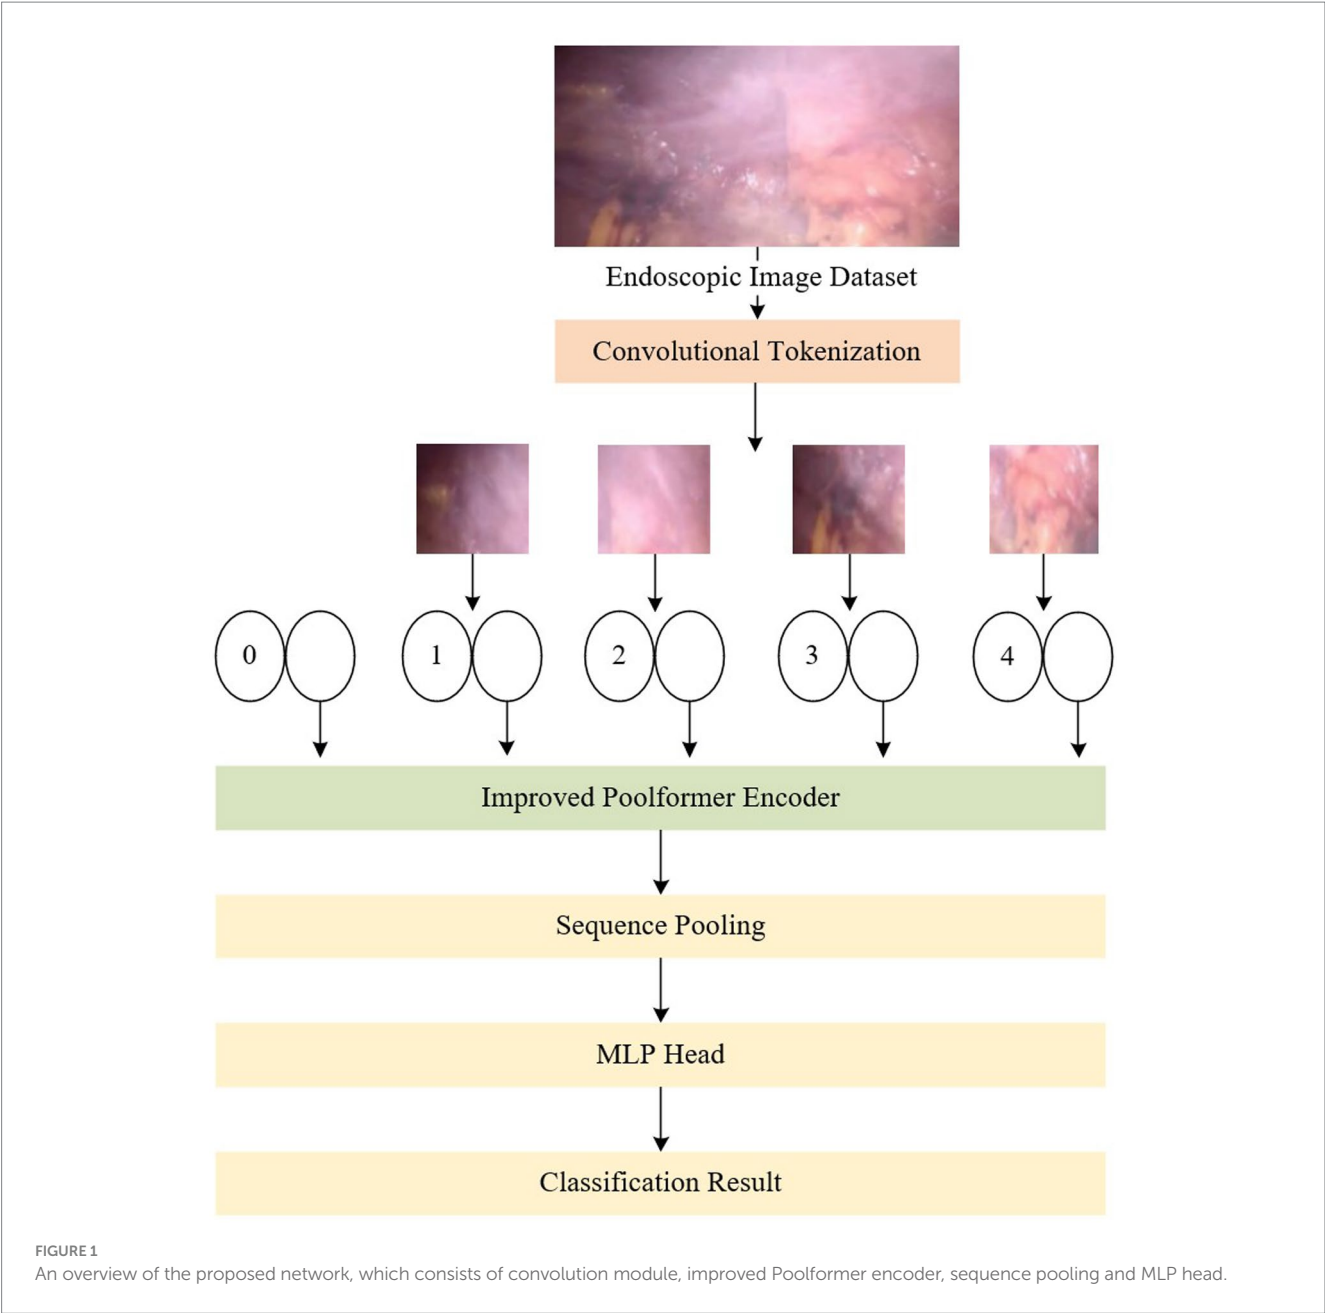 Endoscopic Image Dataset
Convolutional Tokenization
0 1 2 3 4
Improved Poolformer Encoder
Sequence Pooling
MLP Head
Classification Result
FIGURE 1
An overview of the proposed network, which consists of convolution module, improved Poolformer encoder, sequence pooling and MLP head.